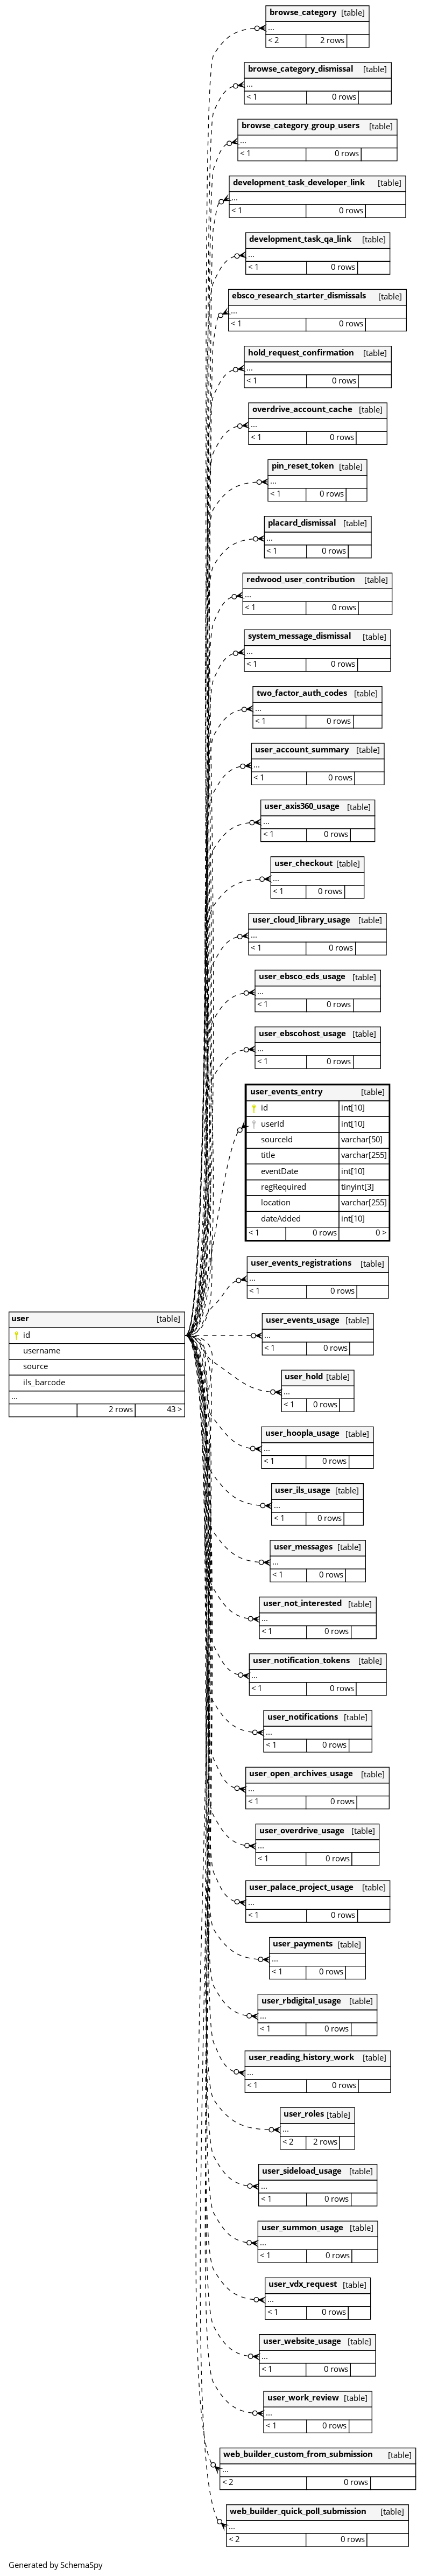 browse_category [table]
...
< 2 2 rows
browse_category_dismissal [table]
...
< 1 0 rows
browse_category_group_users [table]
...
< 1 0 rows
development_task_developer_link [table]
...
< 1 0 rows
development_task_qa_link [table]
...
< 1 0 rows
ebsco_research_starter_dismissals [table]
...
< 1 0 rows
hold_request_confirmation [table]
...
< 1 0 rows
overdrive_account_cache [table]
...
< 1 0 rows
pin_reset_token [table]
...
< 1 0 rows
placard_dismissal [table]
...
< 1 0 rows
redwood_user_contribution [table]
...
< 1 0 rows
system_message_dismissal [table]
...
< 1 0 rows
two_factor_auth_codes [table]
...
< 1 0 rows
user_account_summary [table]
...
< 1 0 rows
user_axis360_usage [table]
...
< 1 0 rows
user_checkout [table]
...
< 1 0 rows
user_cloud_library_usage [table]
...
< 1 0 rows
user_ebsco_eds_usage [table]
...
< 1 0 rows
user_ebscohost_usage [table]
...
< 1 0 rows
user_events_entry [table]
id int[10]
userId int[10]
sourceId varchar[50]
title varchar[255]
eventDate int[10]
regRequired tinyint[3]
location varchar[255]
dateAdded int[10]
< 1 0 rows 0 >
user_events_registrations [table]
...
< 1 0 rows
user [table]
id
username
source
ils_barcode
...
2 rows 43 >
user_events_usage [table]
...
< 1 0 rows
user_hold [table]
...
< 1 0 rows
user_hoopla_usage [table]
...
< 1 0 rows
user_ils_usage [table]
...
< 1 0 rows
user_messages [table]
...
< 1 0 rows
user_not_interested [table]
...
< 1 0 rows
user_notification_tokens [table]
...
< 1 0 rows
user_notifications [table]
...
< 1 0 rows
user_open_archives_usage [table]
...
< 1 0 rows
user_overdrive_usage [table]
...
< 1 0 rows
user_palace_project_usage [table]
...
< 1 0 rows
user_payments [table]
...
< 1 0 rows
user_rbdigital_usage [table]
...
< 1 0 rows
user_reading_history_work [table]
...
< 1 0 rows
user_roles [table]
...
< 2 2 rows
user_sideload_usage [table]
...
< 1 0 rows
user_summon_usage [table]
...
< 1 0 rows
user_vdx_request [table]
...
< 1 0 rows
user_website_usage [table]
...
< 1 0 rows
user_work_review [table]
...
< 1 0 rows
web_builder_custom_from_submission [table]
...
< 2 0 rows
web_builder_quick_poll_submission [table]
...
< 2 0 rows
Generated by SchemaSpy